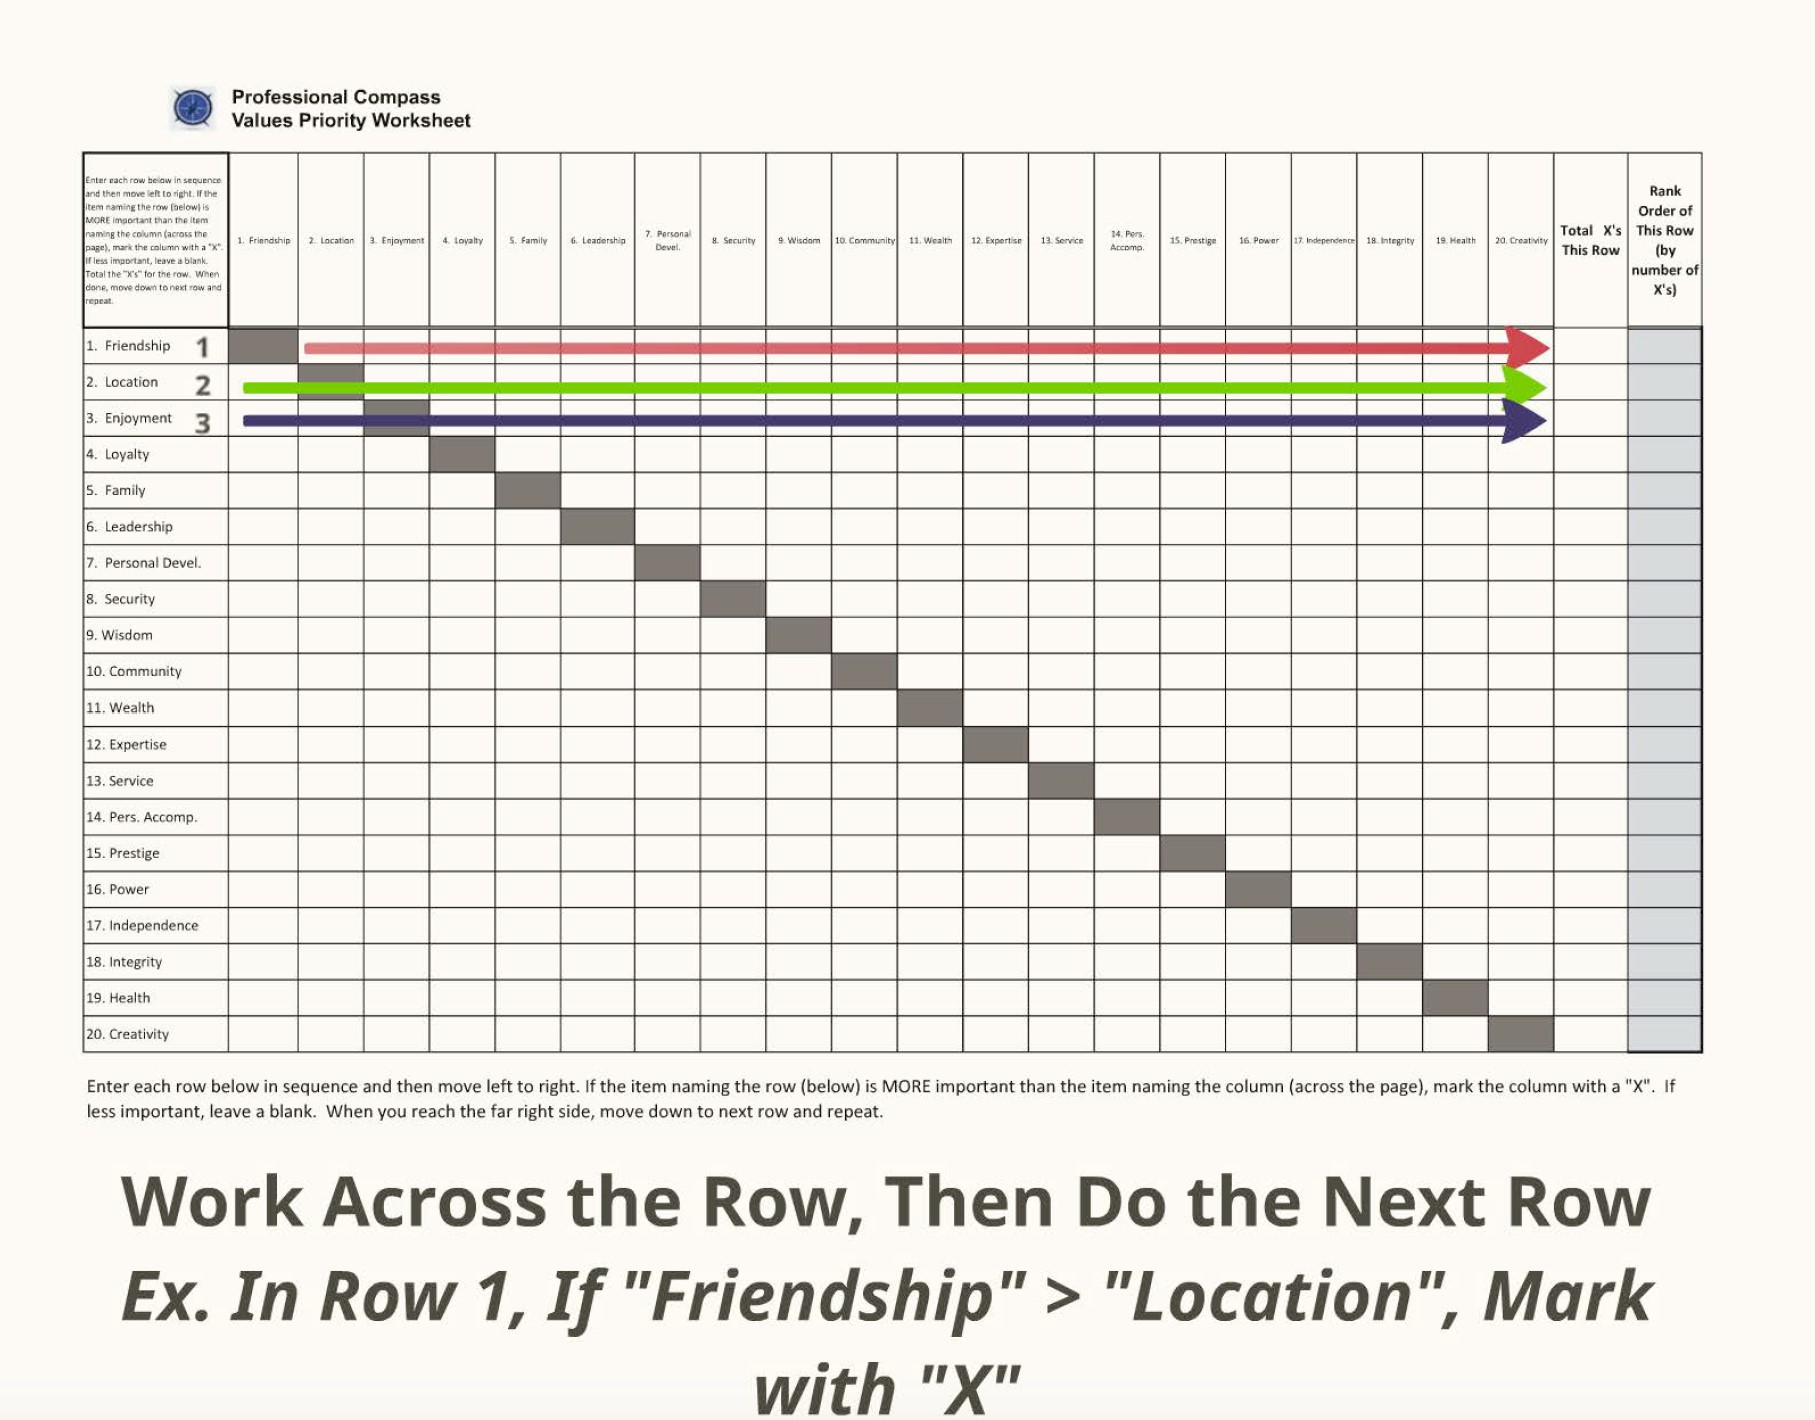 Professional Compass
Values Priority Worksheet
Enter each row below in sequence
and then move left to right. If the
item naming the row (below) is
MORE important than the item
naming the column (across the
page), mark the column with a "X".
If less important, leave a blank.
Total the "X's" for the row. When
done, move down to next row and
repeat.
1. Friendship
2. Location
3. Enjoyment
4. Loyalty
5. Family
6. Leadership
7. Personal
Devel.
8. Security
9. Wisdom
10. Community
11. Wealth
12. Expertise
13. Service
14. Pers.
Accomp.
15. Prestige
16. Power
17. Independence
18. Integrity
19. Health
20. Creativity
Total X's
This Row
Rank
Order of
This Row
(by
number of
X's)
1. Friendship 1
2. Location 2
3. Enjoyment 3
4. Loyalty
5. Family
6. Leadership
7. Personal Devel.
8. Security
9. Wisdom
10. Community
11. Wealth
12. Expertise
13. Service
14. Pers. Accomp.
15. Prestige
16. Power
17. Independence
18. Integrity
19. Health
20. Creativity
Enter each row below in sequence and then move left to right. If the item naming the row (below) is MORE important than the item naming the column (across the page), mark the column with a "X". If
less important, leave a blank. When you reach the far right side, move down to next row and repeat.
Work Across the Row, Then Do the Next Row
Ex. In Row 1, If "Friendship" > "Location", Mark
with "X"